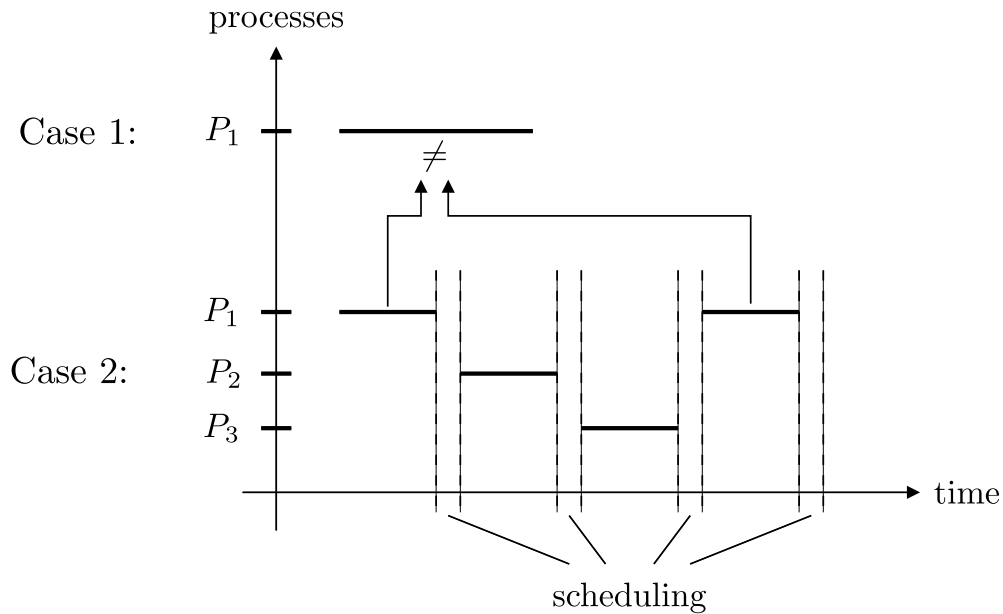 processes
Case 1: P₁
≠
P₁
Case 2: P₂
P₃
time
scheduling